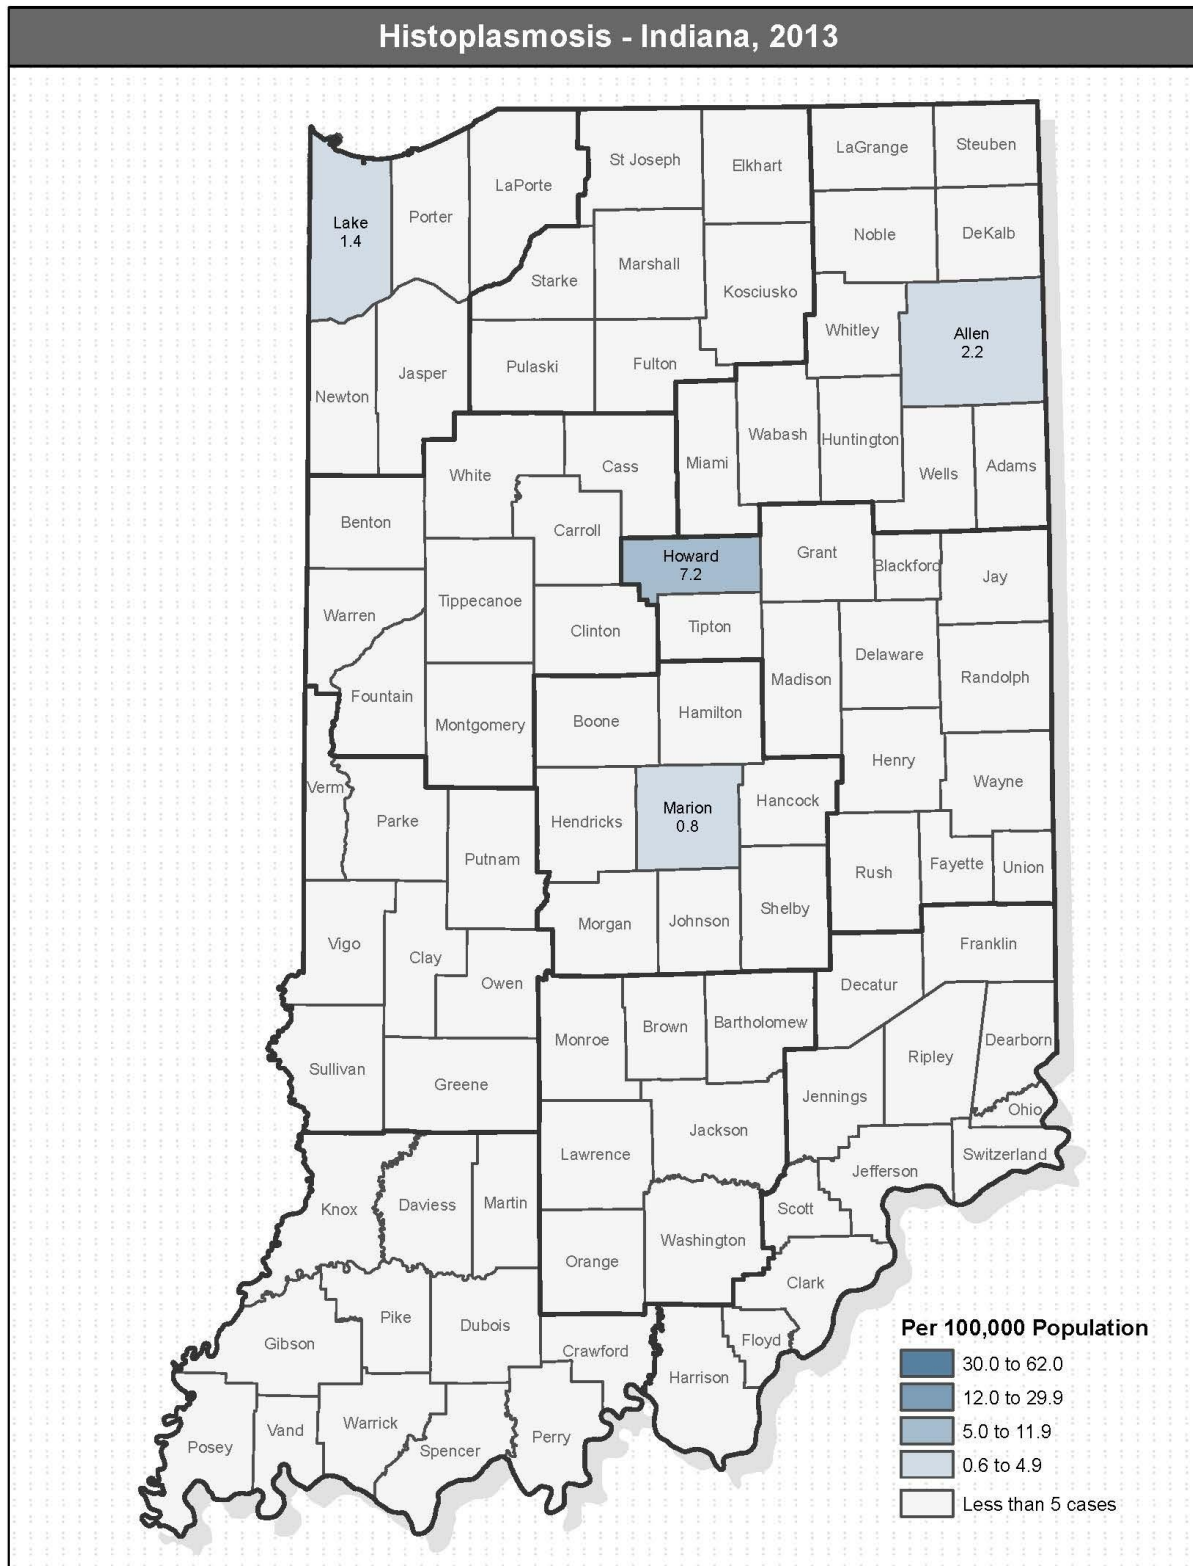 Histoplasmosis - Indiana, 2013
LaGrange
Steuben
St Joseph
Elkhart
LaPorte
Porter
Lake
1.4
Noble
DeKalb
Marshall
Starke
Kosciusko
Whitley
Allen
2.2
Pulaski
Fulton
Jasper
Newton
Wabash
Huntington
Miami
Cass
White
Wells
Adams
Benton
Carroll
Howard
7.2
Grant
Blackford
Jay
Tippecanoe
Warren
Clinton
Tipton
Delaware
Madison
Randolph
Fountain
Montgomery
Boone
Hamilton
Henry
Wayne
Verm
Parke
Hendricks
Marion
0.8
Hancock
Putnam
Rush
Fayette
Union
Shelby
Morgan
Johnson
Vigo
Clay
Franklin
Owen
Decatur
Monroe
Brown
Bartholomew
Dearborn
Ripley
Sullivan
Greene
Jennings
Ohio
Jackson
Lawrence
Switzerland
Jefferson
Knox
Daviess
Martin
Scott
Washington
Orange
Clark
Pike
Dubois
Gibson
Crawford
Floyd
Harrison
Posey
Vand
Warrick
Spencer
Perry
Per 100,000 Population
30.0 to 62.0
12.0 to 29.9
5.0 to 11.9
0.6 to 4.9
Less than 5 cases